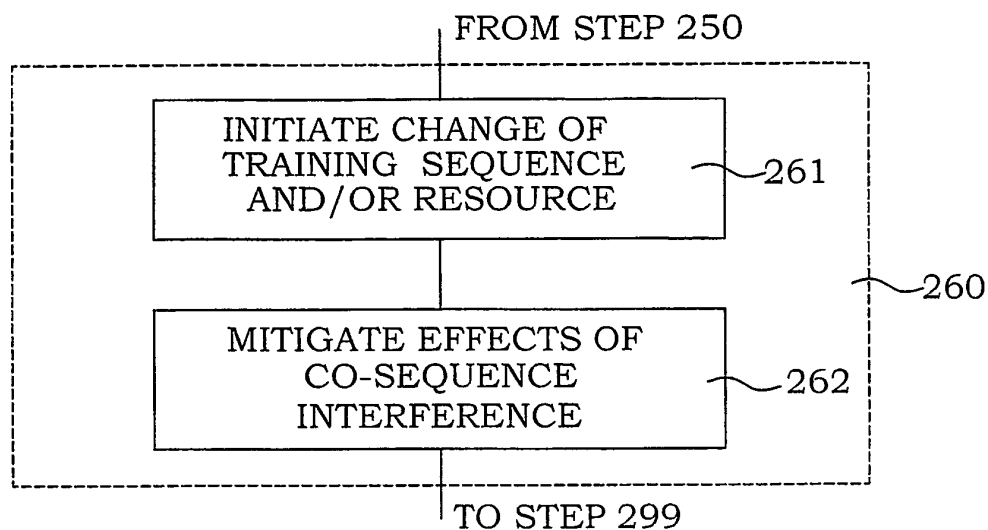 FROM STEP 250
INITIATE CHANGE OF
TRAINING SEQUENCE
AND/OR RESOURCE
261
260
MITIGATE EFFECTS OF
CO-SEQUENCE
INTERFERENCE
262
TO STEP 299